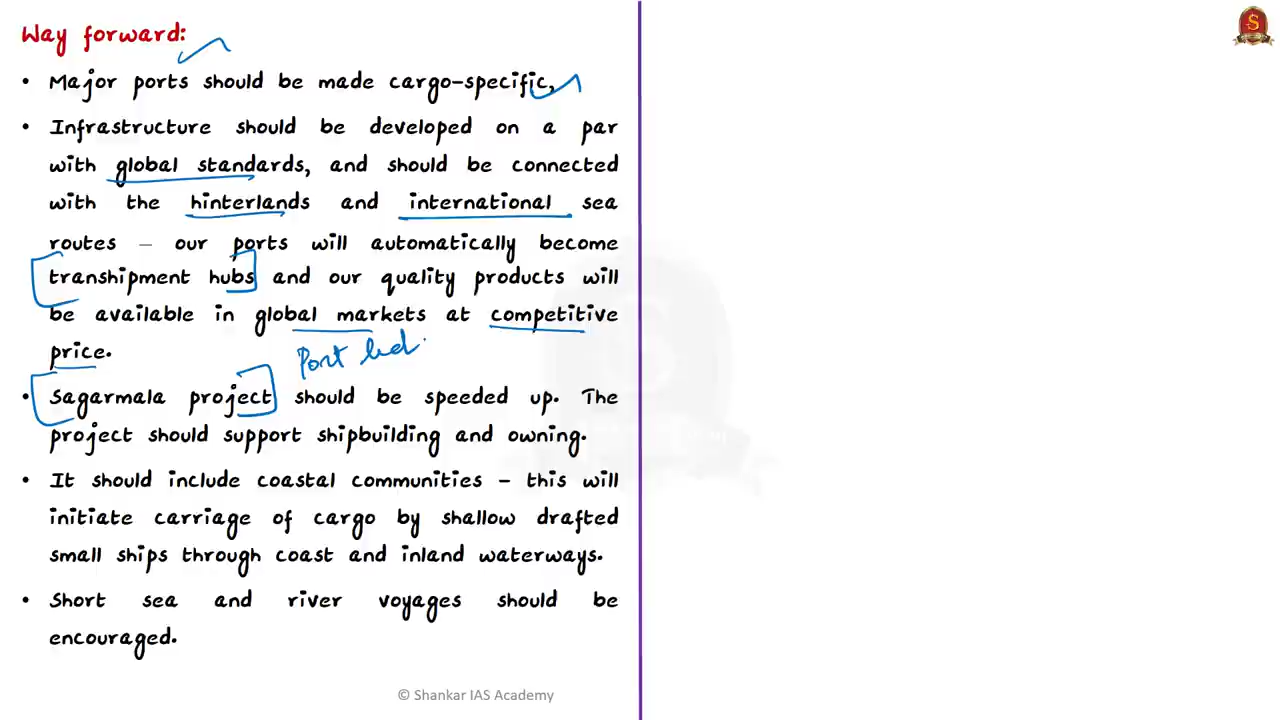 Way forward:
• Major ports should be made cargo-specific,
• Infrastructure should be developed on a par
with global standards, and should be connected
with the hinterlands and international sea
routes – our ports will automatically become
transhipment hubs and our quality products will
be available in global markets at competitive
price.
Port led
• Sagarmala project should be speeded up. The
project should support shipbuilding and owning.
• It should include coastal communities – this will
initiate carriage of cargo by shallow drafted
small ships through coast and inland waterways.
• Short sea and river voyages should be
encouraged.
© Shankar IAS Academy